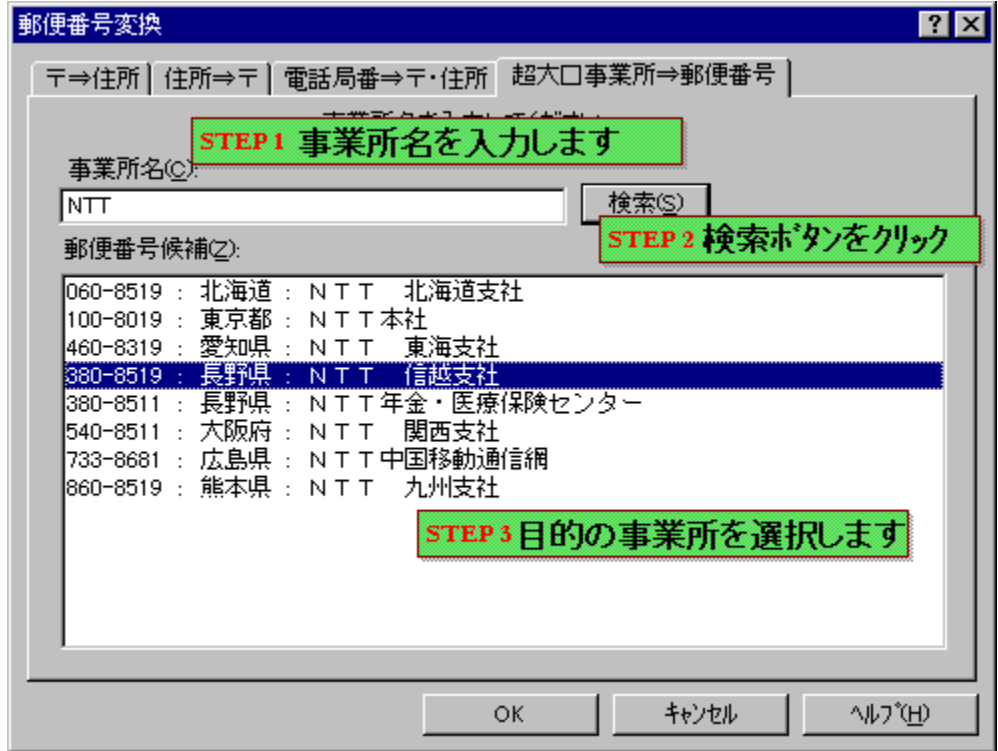 郵便番号変換
〒⇒住所 住所⇒〒 電話局番⇒〒・住所 超大口事業所⇒郵便番号
STEP 1 事業所名を入力します
事業所名(C):
NTT 検索(S)
STEP 2 検索ﾎﾞﾀﾝをｸﾘｯｸ
郵便番号候補(Z):
060-8519 : 北海道 : ＮＴＴ　北海道支社
100-8019 : 東京都 : ＮＴＴ本社
460-8319 : 愛知県 : ＮＴＴ　東海支社
380-8519 : 長野県 : ＮＴＴ　信越支社
380-8511 : 長野県 : ＮＴＴ年金・医療保険センター
540-8511 : 大阪府 : ＮＴＴ　関西支社
733-8681 : 広島県 : ＮＴＴ中国移動通信網
860-8519 : 熊本県 : ＮＴＴ　九州支社
STEP 3 目的の事業所を選択します
OK ｷｬﾝｾﾙ ﾍﾙﾌﾟ(H)